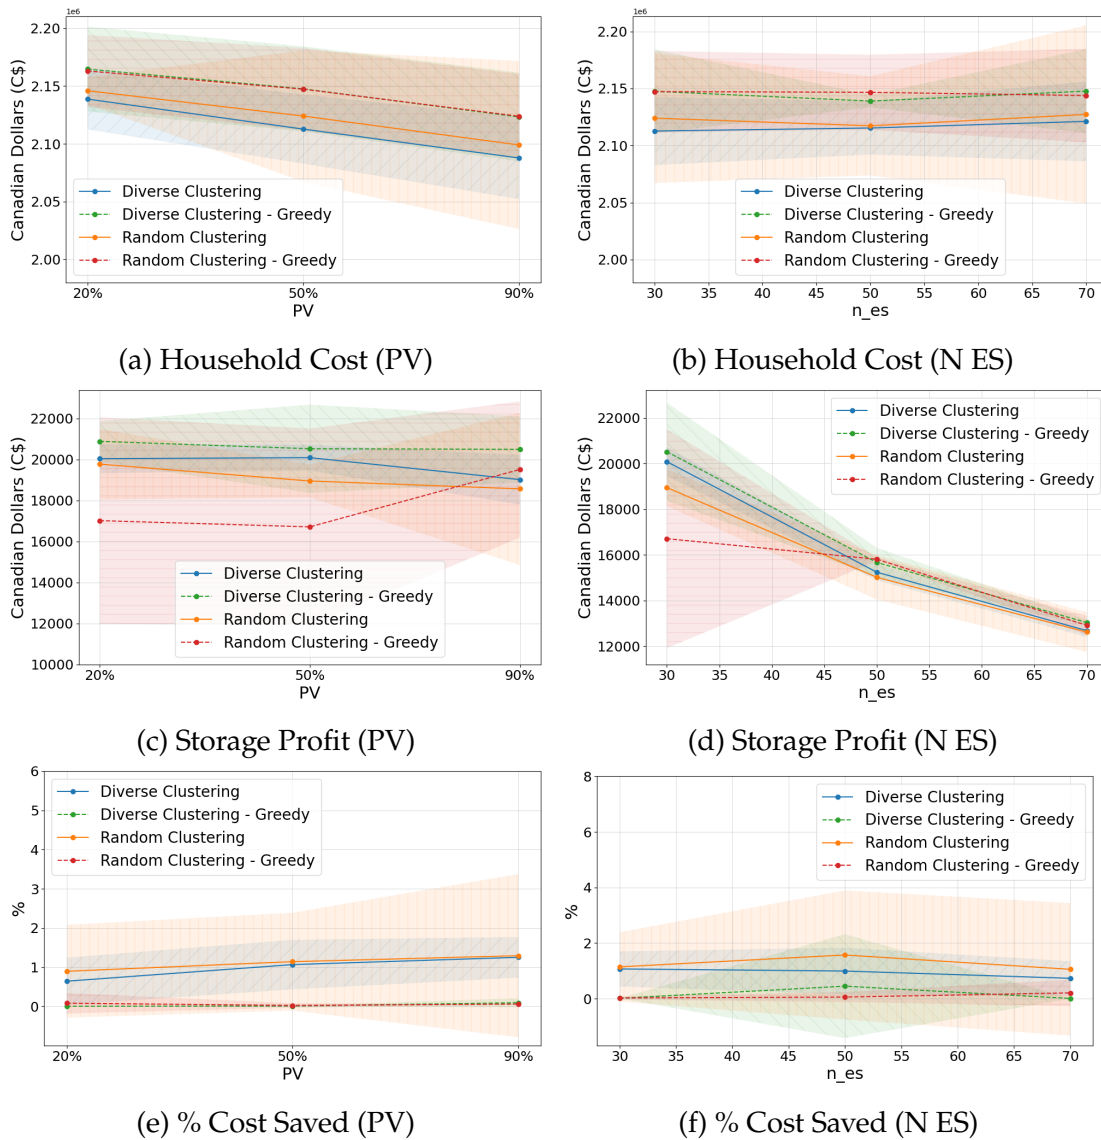 1e6
2.20
2.15
2.10
2.05
2.00
Canadian Dollars (C$)
Diverse Clustering
Diverse Clustering - Greedy
Random Clustering
Random Clustering - Greedy
20%
50%
90%
PV
(a) Household Cost (PV)
1e6
2.20
2.15
2.10
2.05
2.00
Canadian Dollars (C$)
Diverse Clustering
Diverse Clustering - Greedy
Random Clustering
Random Clustering - Greedy
30
35
40
45
50
55
60
65
70
n_es
(b) Household Cost (N ES)
22000
20000
18000
16000
14000
12000
10000
Canadian Dollars (C$)
Diverse Clustering
Diverse Clustering - Greedy
Random Clustering
Random Clustering - Greedy
20%
50%
90%
PV
(c) Storage Profit (PV)
22000
20000
18000
16000
14000
12000
Canadian Dollars (C$)
Diverse Clustering
Diverse Clustering - Greedy
Random Clustering
Random Clustering - Greedy
30
35
40
45
50
55
60
65
70
n_es
(d) Storage Profit (N ES)
6
5
4
3
2
1
0
%
Diverse Clustering
Diverse Clustering - Greedy
Random Clustering
Random Clustering - Greedy
20%
50%
90%
PV
(e) % Cost Saved (PV)
8
6
4
2
0
%
Diverse Clustering
Diverse Clustering - Greedy
Random Clustering
Random Clustering - Greedy
30
35
40
45
50
55
60
65
70
n_es
(f) % Cost Saved (N ES)